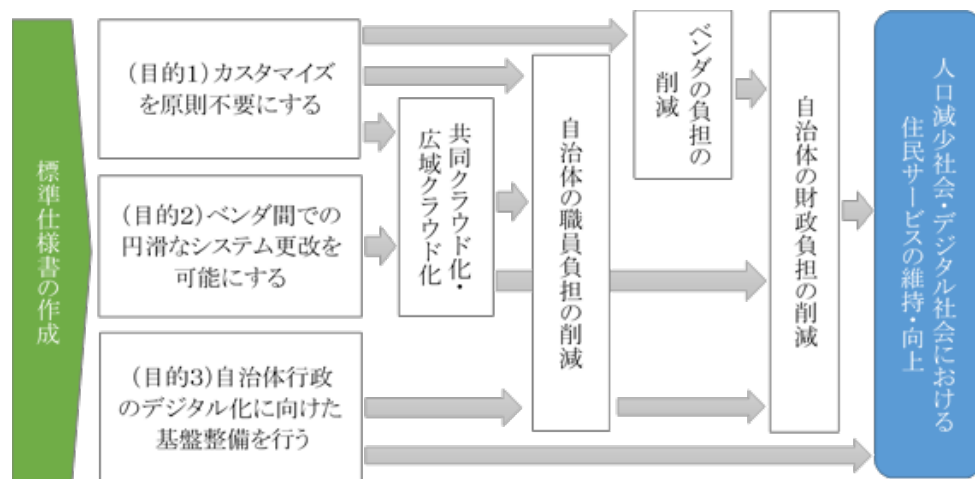 標準仕様書の作成
(目的1)カスタマイズ
を原則不要にする
(目的2)ベンダ間での
円滑なシステム更改を
可能にする
(目的3)自治体行政
のデジタル化に向けた
基盤整備を行う
共同クラウド化・
広域クラウド化
自治体の職員負担の削減
ベンダの負担の
削減
自治体の財政負担の削減
人口減少社会・デジタル社会における
住民サービスの維持・向上